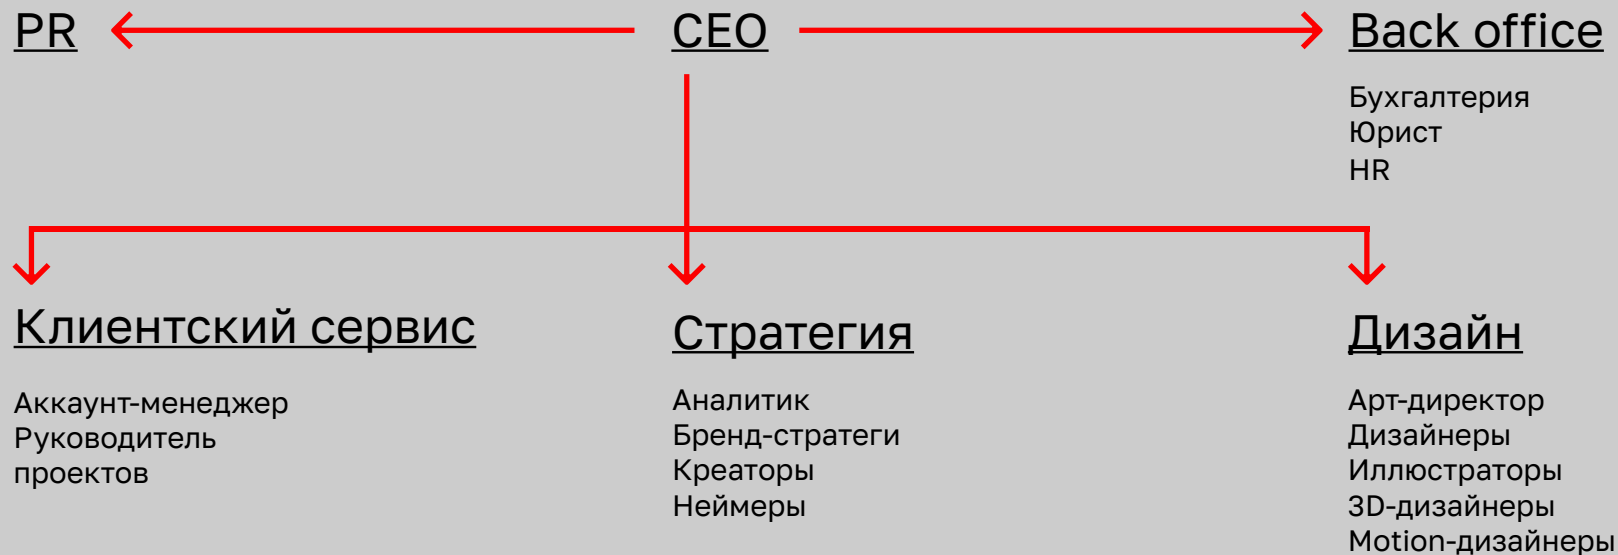 PR
CEO
Back office
Бухгалтерия
Юрист
HR
Клиентский сервис
Аккаунт-менеджер
Руководитель
проектов
Стратегия
Аналитик
Бренд-стратеги
Креаторы
Неймеры
Дизайн
Арт-директор
Дизайнеры
Иллюстраторы
3D-дизайнеры
Motion-дизайнеры